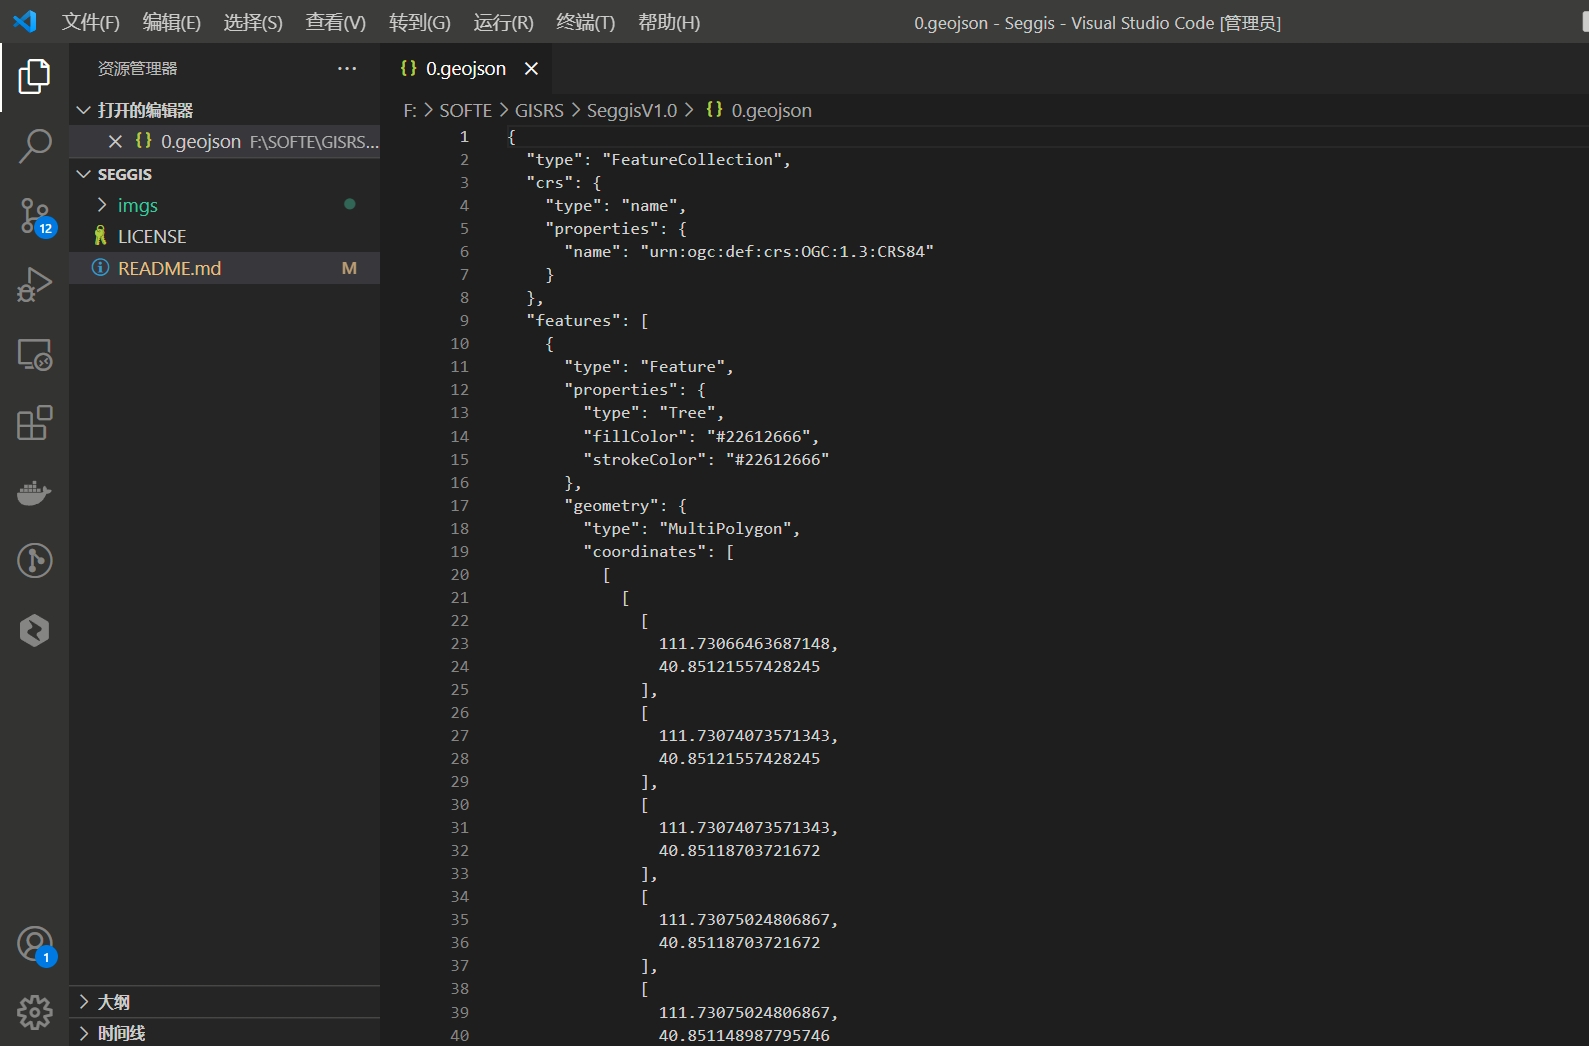 文件(F) 编辑(E) 选择(S) 查看(V) 转到(G) 运行(R) 终端(T) 帮助(H) 0.geojson - Seggis - Visual Studio Code [管理员]
资源管理器 ···
打开的编辑器
{} 0.geojson F:\SOFTE\GISRS...
SEGGIS
imgs
LICENSE
README.md M
12
1
大纲
时间线
{} 0.geojson
F: > SOFTE > GISRS > SeggisV1.0 > {} 0.geojson
1 {
2 "type": "FeatureCollection",
3 "crs": {
4 "type": "name",
5 "properties": {
6 "name": "urn:ogc:def:crs:OGC:1.3:CRS84"
7 }
8 },
9 "features": [
10 {
11 "type": "Feature",
12 "properties": {
13 "type": "Tree",
14 "fillColor": "#22612666",
15 "strokeColor": "#22612666"
16 },
17 "geometry": {
18 "type": "MultiPolygon",
19 "coordinates": [
20 [
21 [
22 [
23 111.73066463687148,
24 40.85121557428245
25 ],
26 [
27 111.73074073571343,
28 40.85121557428245
29 ],
30 [
31 111.73074073571343,
32 40.85118703721672
33 ],
34 [
35 111.73075024806867,
36 40.85118703721672
37 ],
38 [
39 111.73075024806867,
40 40.851148987795746